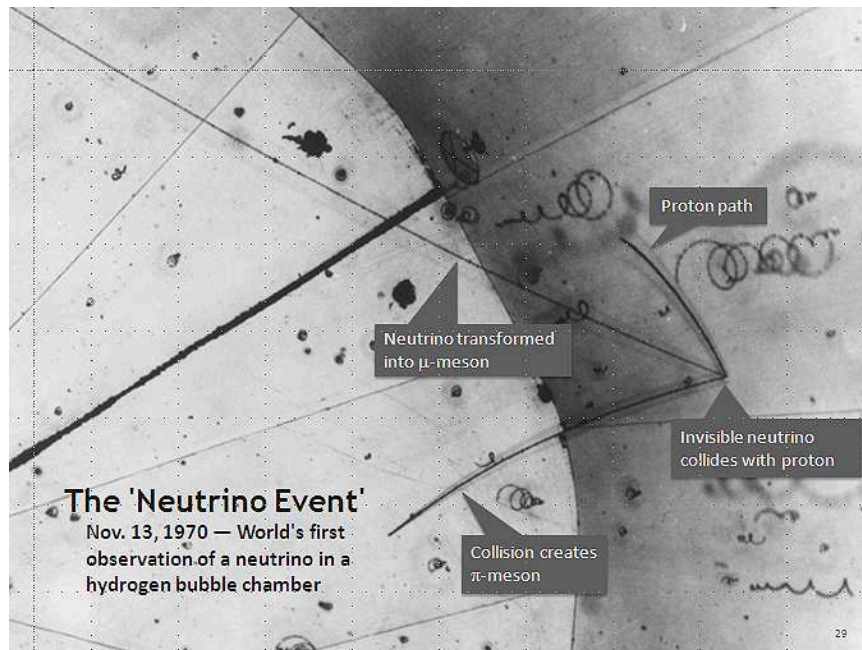 Proton path
Neutrino transformed
into μ-meson
Invisible neutrino
collides with proton
The 'Neutrino Event'
Nov. 13, 1970 — World's first
observation of a neutrino in a
hydrogen bubble chamber
Collision creates
π-meson
29